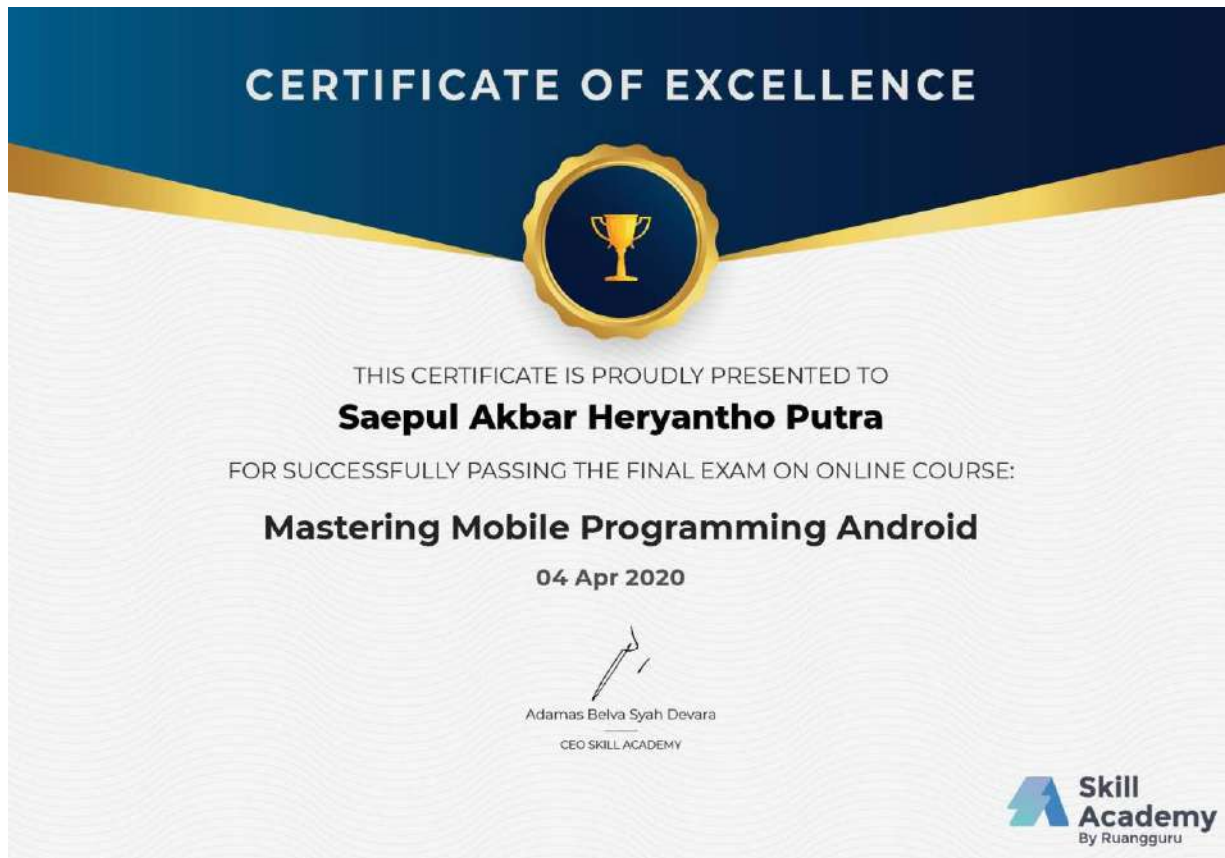 CERTIFICATE OF EXCELLENCE
THIS CERTIFICATE IS PROUDLY PRESENTED TO
Saepul Akbar Heryantho Putra
FOR SUCCESSFULLY PASSING THE FINAL EXAM ON ONLINE COURSE:
Mastering Mobile Programming Android
04 Apr 2020
Adamas Belva Syah Devara
CEO SKILL ACADEMY
Skill
Academy
By Ruangguru